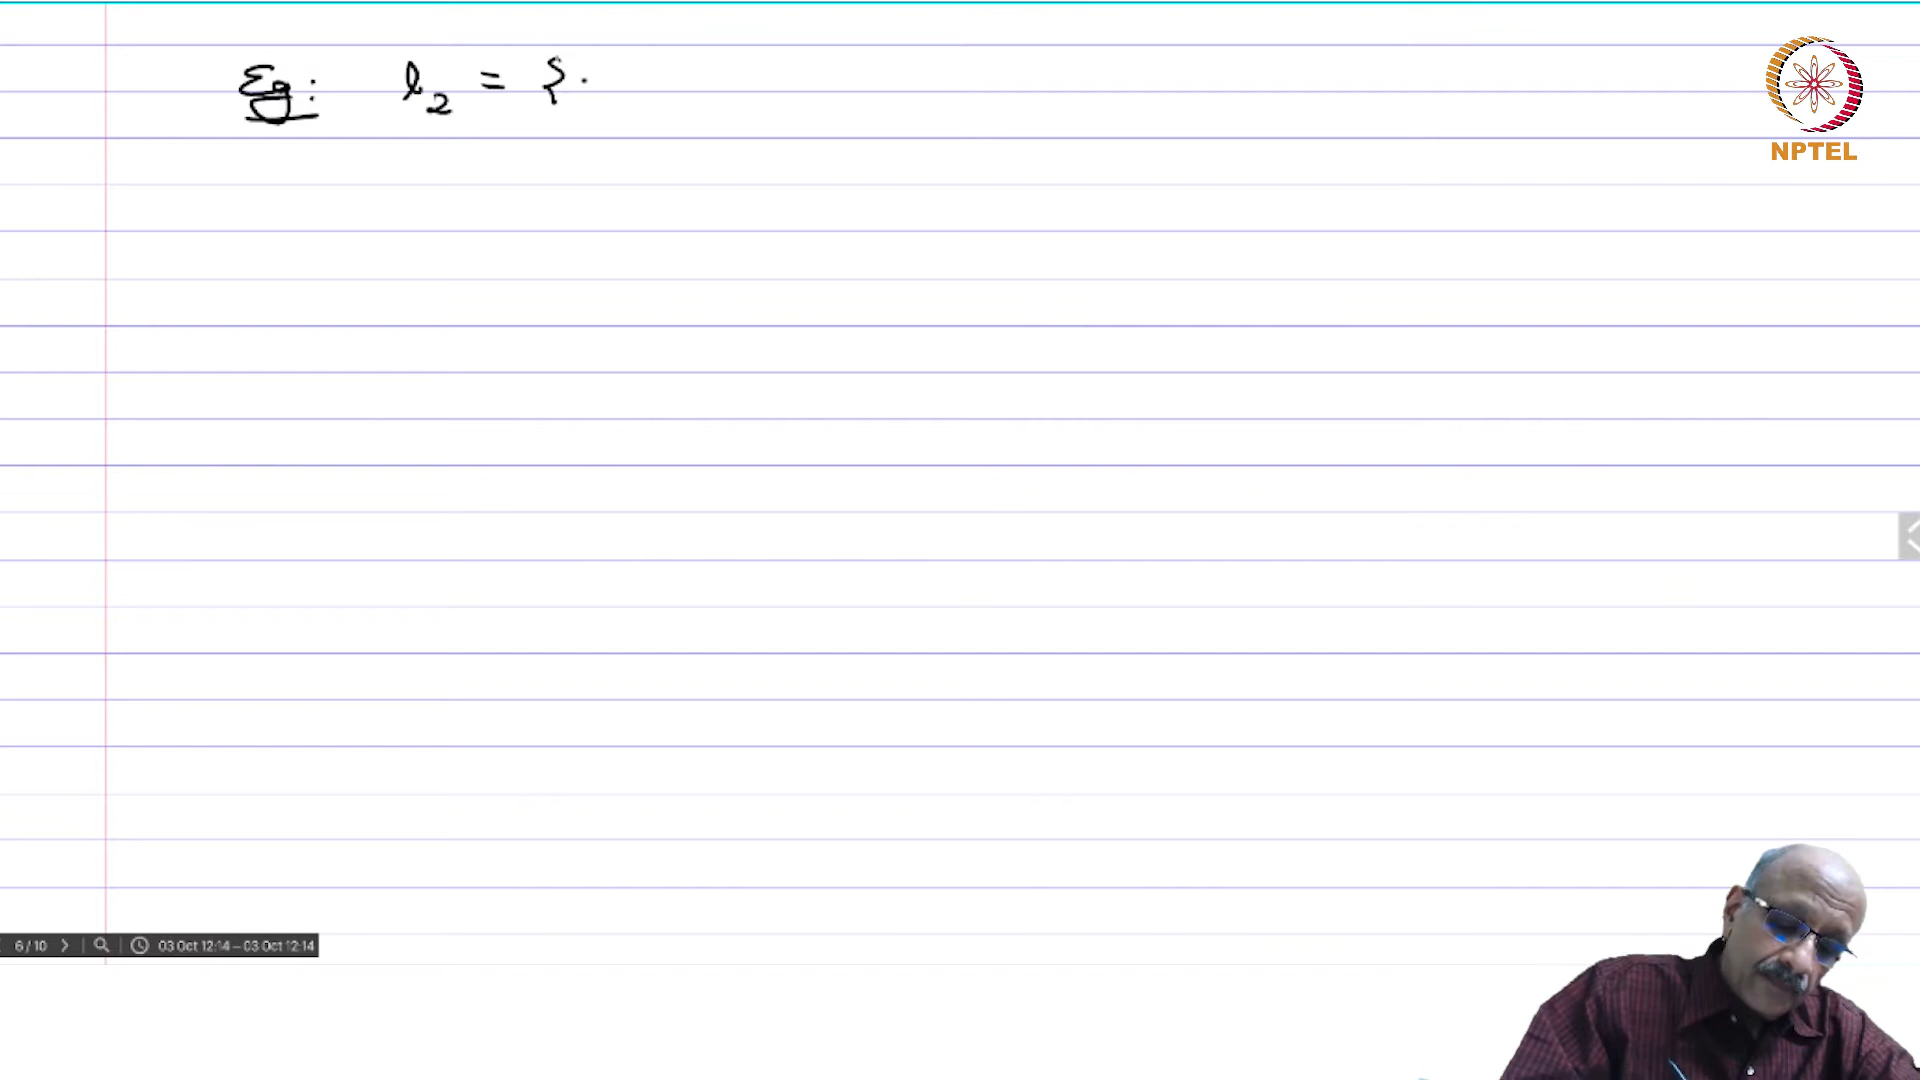 Eg: l₂ = {.
NPTEL
6/10 03 Oct 12:14 – 03 Oct 12:14